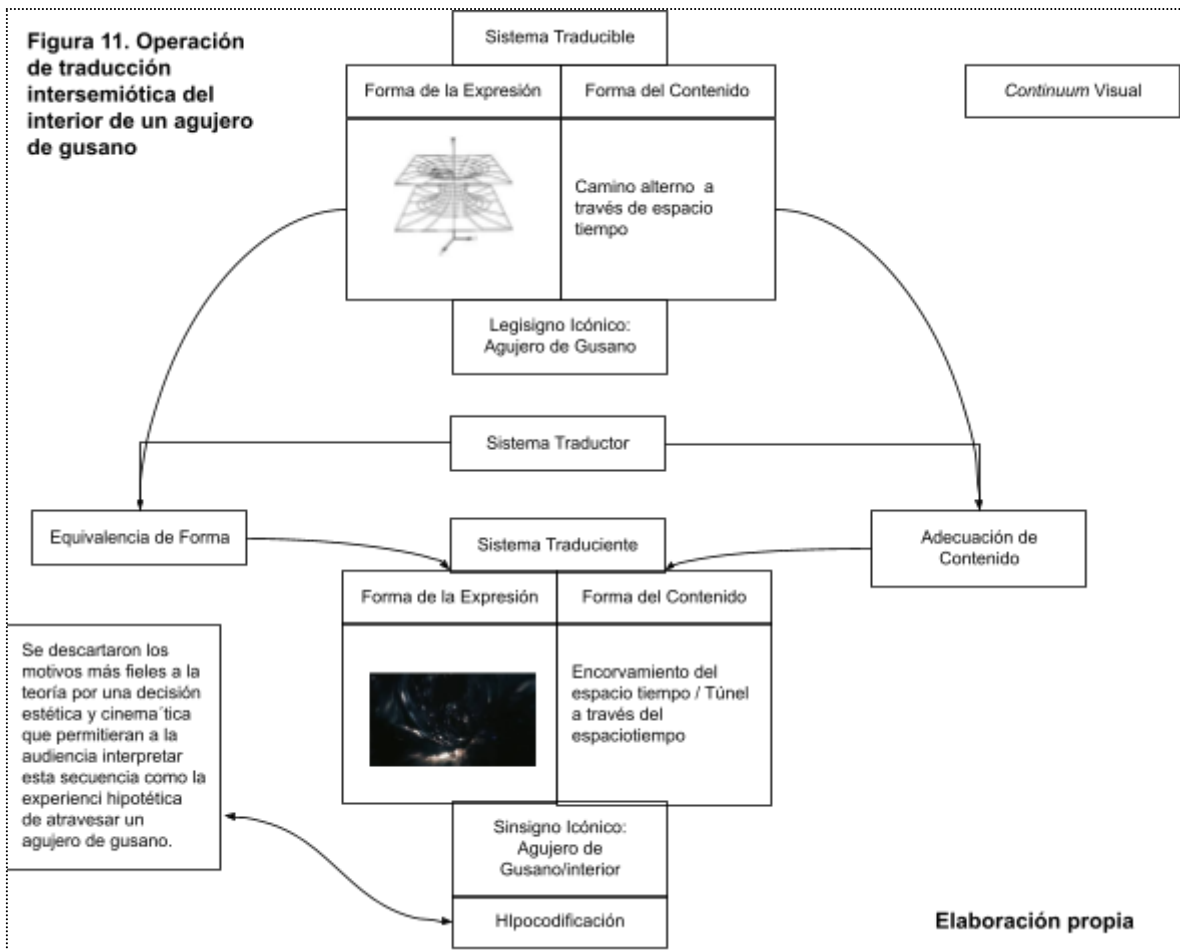 Figura 11. Operación
de traducción
intersemiótica del
interior de un agujero
de gusano
Sistema Traducible
Forma de la Expresión
Forma del Contenido
Continuum Visual
Camino alterno a
través de espacio
tiempo
Legisigno Icónico:
Agujero de Gusano
Sistema Traductor
Equivalencia de Forma
Sistema Traduciente
Adecuación de
Contenido
Forma de la Expresión
Forma del Contenido
Se descartaron los
motivos más fieles a la
teoría por una decisión
estética y cinema´tica
que permitieran a la
audiencia interpretar
esta secuencia como la
experienci hipotética
de atravesar un
agujero de gusano.
Encorvamiento del
espacio tiempo / Túnel
a través del
espaciotiempo
Sinsigno Icónico:
Agujero de
Gusano/interior
HIpocodificación
Elaboración propia